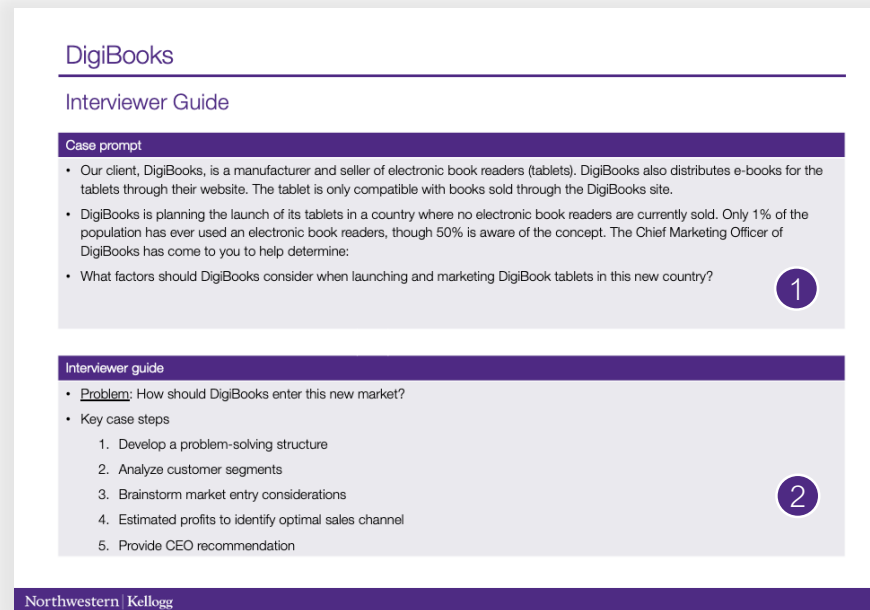 DigiBooks
Interviewer Guide
Case prompt
• Our client, DigiBooks, is a manufacturer and seller of electronic book readers (tablets). DigiBooks also distributes e-books for the
tablets through their website. The tablet is only compatible with books sold through the DigiBooks site.
• DigiBooks is planning the launch of its tablets in a country where no electronic book readers are currently sold. Only 1% of the
population has ever used an electronic book readers, though 50% is aware of the concept. The Chief Marketing Officer of
DigiBooks has come to you to help determine:
• What factors should DigiBooks consider when launching and marketing DigiBook tablets in this new country?
1
Interviewer guide
• Problem: How should DigiBooks enter this new market?
• Key case steps
1. Develop a problem-solving structure
2. Analyze customer segments
3. Brainstorm market entry considerations
2
4. Estimated profits to identify optimal sales channel
5. Provide CEO recommendation
Northwestern | Kellogg